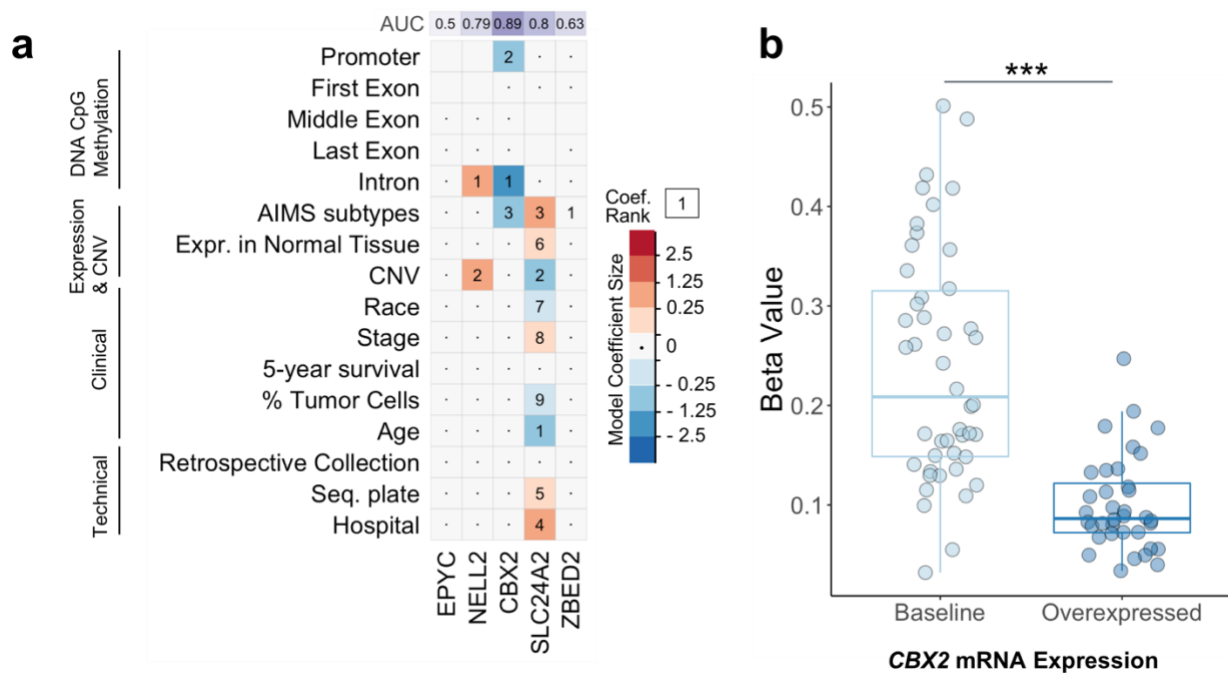 a
AUC 0.5 0.79 0.89 0.8 0.63
DNA CpG
Methylation
Expression
& CNV
Clinical
Technical
Promoter 2 · ·
First Exon · · ·
Middle Exon · · · ·
Last Exon · · · · ·
Intron · 1 1 · ·
AIMS subtypes · · 3 3 1
Expr. in Normal Tissue · · · 6 ·
CNV · 2 · 2 ·
Race · · · 7 ·
Stage · · · 8 ·
5-year survival · · · · ·
% Tumor Cells · · · 9 ·
Age · · · 1 ·
Retrospective Collection · · · · ·
Seq. plate · · · 5 ·
Hospital · · · 4 ·
EPYC
NELL2
CBX2
SLC24A2
ZBED2
Coef.
Rank
1
Model Coefficient Size
2.5
1.25
0.25
· 0
- 0.25
- 1.25
- 2.5
b
***
Beta Value
0.5
0.4
0.3
0.2
0.1
Baseline
Overexpressed
CBX2 mRNA Expression